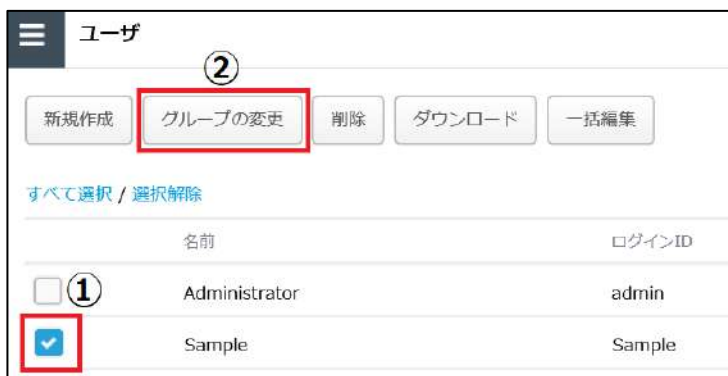 ユーザ
②
新規作成 グループの変更 削除 ダウンロード 一括編集
すべて選択 / 選択解除
名前 ログインID
① Administrator admin
Sample Sample